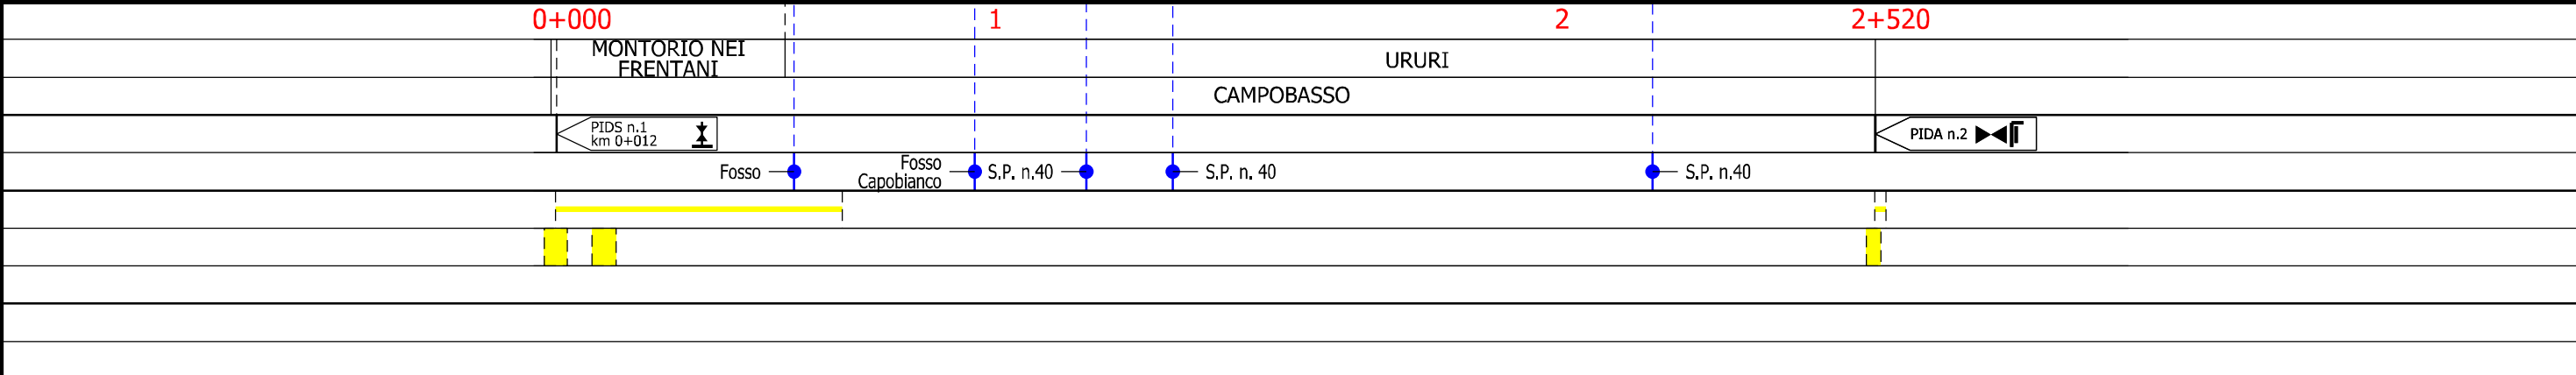 0+000 1 2 2+520
MONTORIO NEI
FRENTANI
URURI
CAMPOBASSO
PIDS n.1
km 0+012
PIDA n.2
Fosso
Fosso
Capobianco
S.P. n.40
S.P. n. 40
S.P. n.40